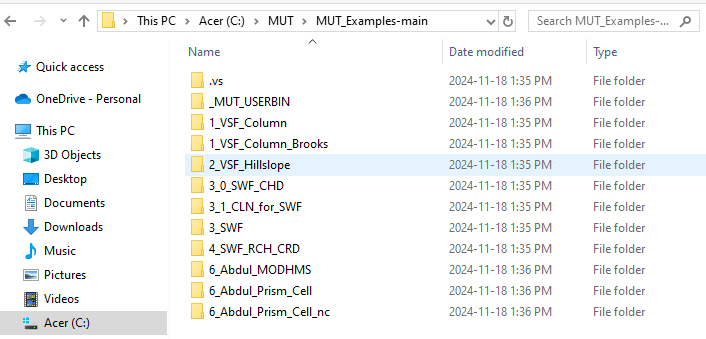 This PC > Acer (C:) > MUT > MUT_Examples-main
Search MUT_Examples-...
Name Date modified Type
Quick access
OneDrive - Personal
This PC
3D Objects
Desktop
Documents
Downloads
Music
Pictures
Videos
Acer (C:)
.vs 2024-11-18 1:35 PM File folder
_MUT_USERBIN 2024-11-18 1:36 PM File folder
1_VSF_Column 2024-11-18 1:35 PM File folder
1_VSF_Column_Brooks 2024-11-18 1:35 PM File folder
2_VSF_Hillslope 2024-11-18 1:35 PM File folder
3_0_SWF_CHD 2024-11-18 1:35 PM File folder
3_1_CLN_for_SWF 2024-11-18 1:35 PM File folder
3_SWF 2024-11-18 1:35 PM File folder
4_SWF_RCH_CRD 2024-11-18 1:35 PM File folder
6_Abdul_MODHMS 2024-11-18 1:36 PM File folder
6_Abdul_Prism_Cell 2024-11-18 1:36 PM File folder
6_Abdul_Prism_Cell_nc 2024-11-18 1:36 PM File folder